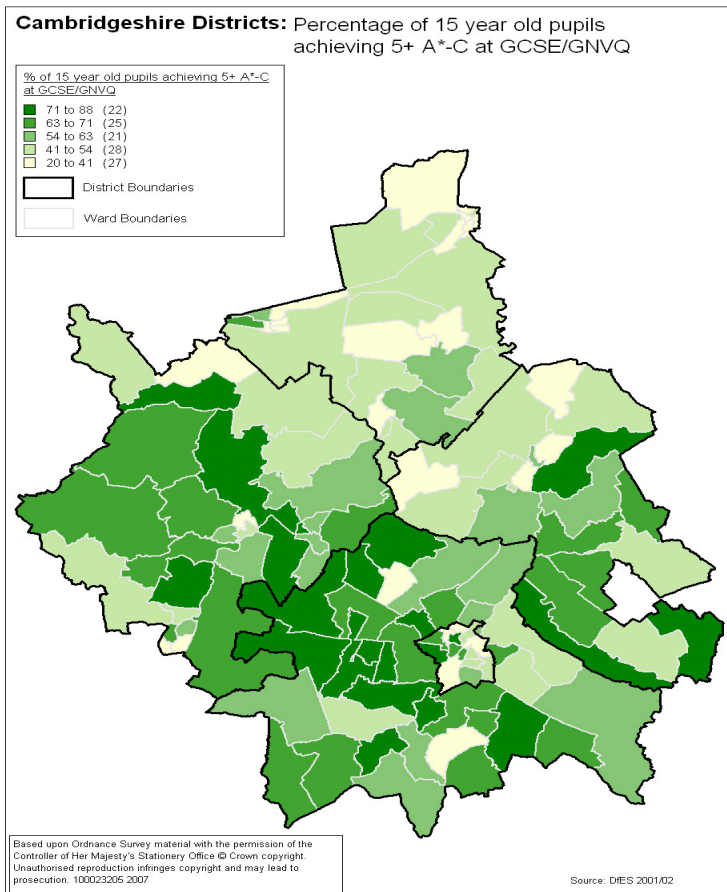 Cambridgeshire Districts: Percentage of 15 year old pupils
achieving 5+ A*-C at GCSE/GNVQ
% of 15 year old pupils achieving 5+ A*-C
at GCSE/GNVQ
71 to 88 (22)
63 to 71 (25)
54 to 63 (21)
41 to 54 (28)
20 to 41 (27)
District Boundaries
Ward Boundaries
Based upon Ordnance Survey material with the permission of the
Controller of Her Majesty's Stationery Office © Crown copyright.
Unauthorised reproduction infringes copyright and may lead to
prosecution. 100023205 2007
Source: DfES 2001/02